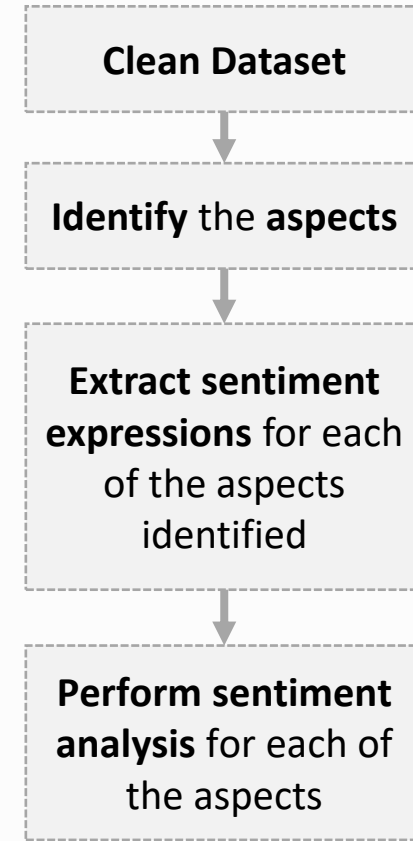 Clean Dataset
Identify the aspects
Extract sentiment
expressions for each
of the aspects
identified
Perform sentiment
analysis for each of
the aspects